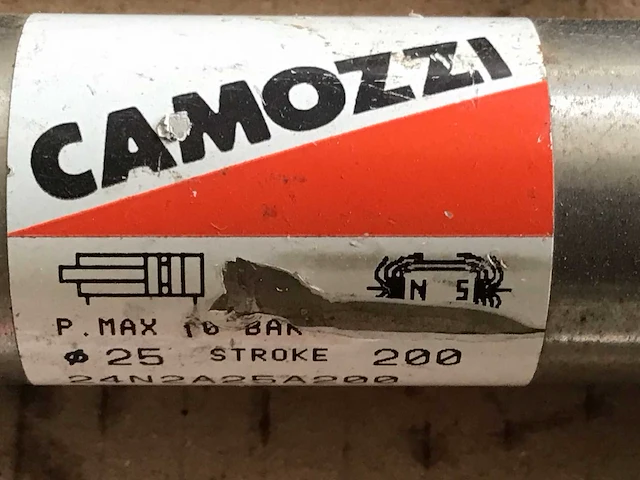 CAMOZZI
N S
P.MAX 10 BAR
ø 25 STROKE 200
24N2A25A200